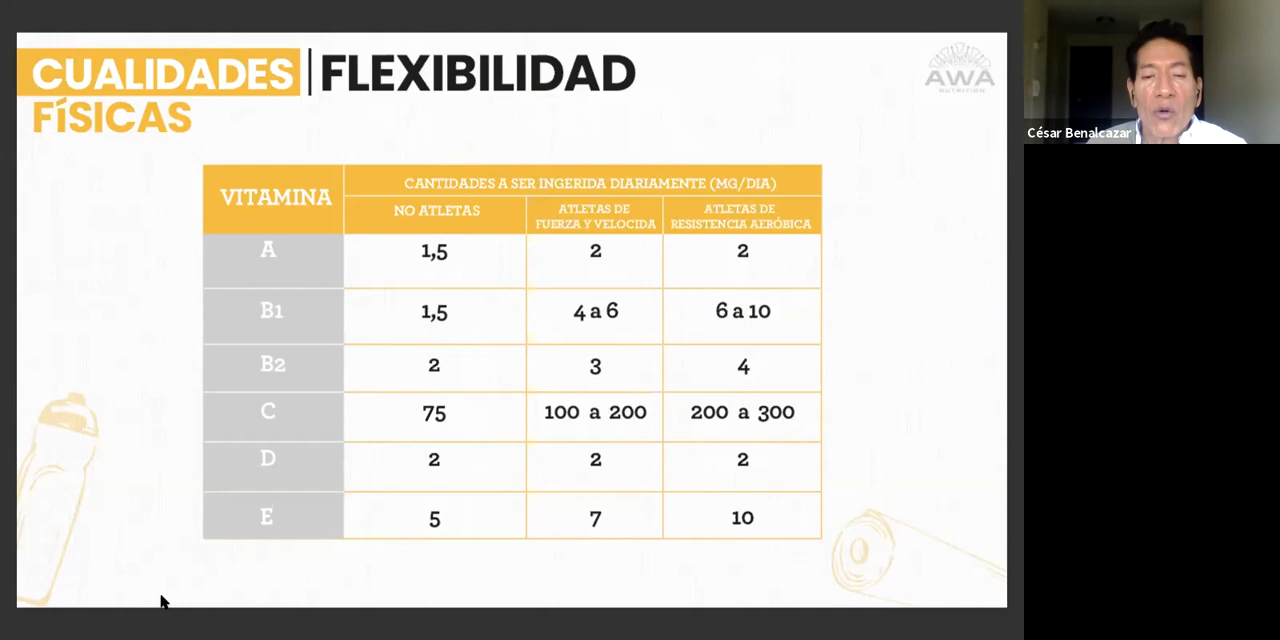 CUALIDADES | FLEXIBILIDAD
FÍSICAS
AWA
NUTRITION
César Benalcazar
VITAMINA
CANTIDADES A SER INGERIDA DIARIAMENTE (MG/DIA)
NO ATLETAS
ATLETAS DE
FUERZA Y VELOCIDA
ATLETAS DE
RESISTENCIA AERÓBICA
A 1,5 2 2
B1 1,5 4 a 6 6 a 10
B2 2 3 4
C 75 100 a 200 200 a 300
D 2 2 2
E 5 7 10